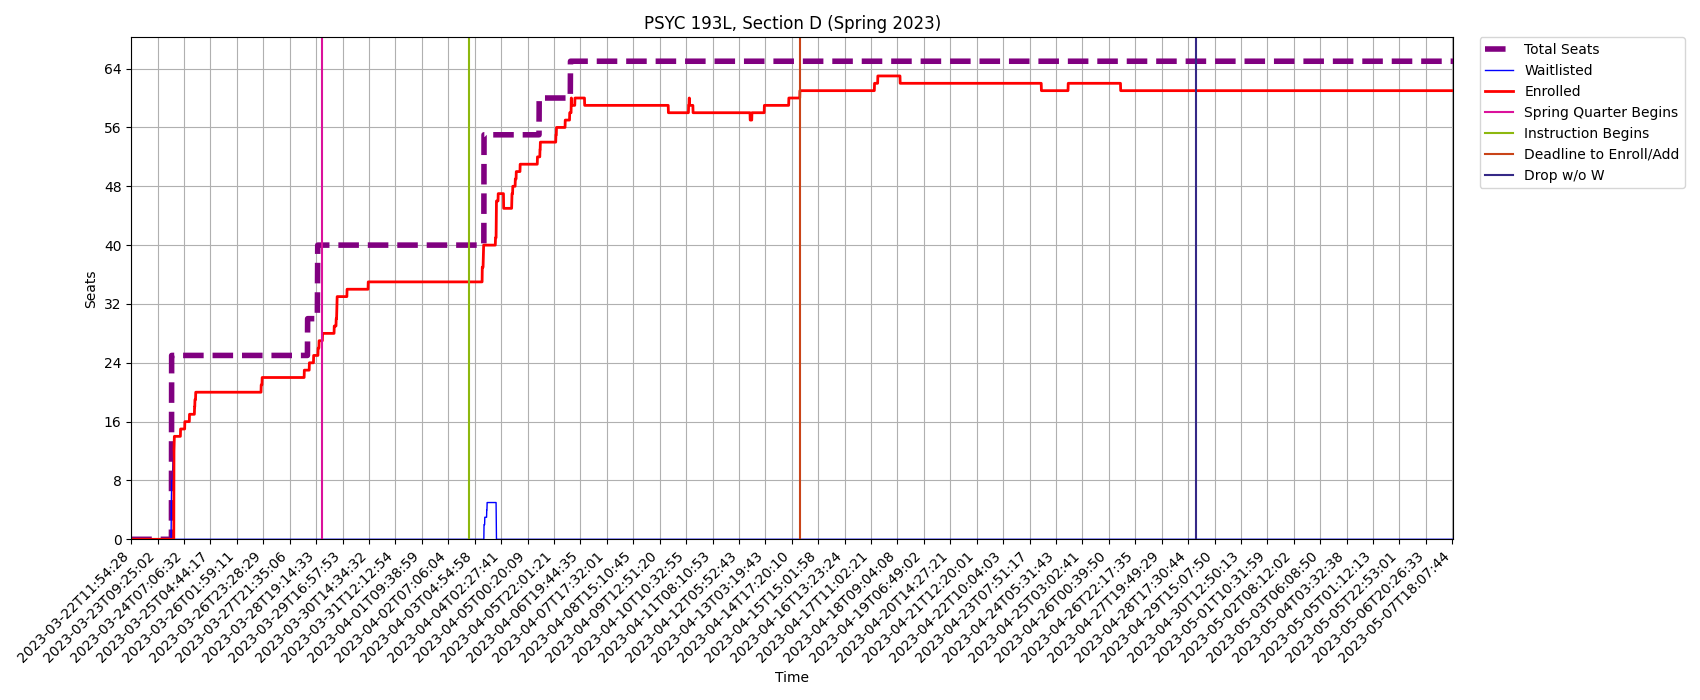 PSYC 193L, Section D (Spring 2023)
Total Seats
Waitlisted
Enrolled
Spring Quarter Begins
Instruction Begins
Deadline to Enroll/Add
Drop w/o W
Seats
64
56
48
40
32
24
16
8
0
2023-03-22T11:54:28
2023-03-23T09:25:02
2023-03-24T07:06:32
2023-03-25T04:44:17
2023-03-26T01:59:11
2023-03-26T23:28:29
2023-03-27T21:35:06
2023-03-28T19:14:33
2023-03-29T16:57:53
2023-03-30T14:34:32
2023-03-31T12:12:54
2023-04-01T09:38:59
2023-04-02T07:06:04
2023-04-03T04:54:58
2023-04-04T02:27:41
2023-04-05T00:20:09
2023-04-05T22:01:21
2023-04-06T19:44:35
2023-04-07T17:32:01
2023-04-08T15:10:45
2023-04-09T12:51:20
2023-04-10T10:32:55
2023-04-11T08:10:53
2023-04-12T05:52:43
2023-04-13T03:19:43
2023-04-14T17:20:10
2023-04-15T15:01:58
2023-04-16T13:23:24
2023-04-17T11:02:21
2023-04-18T09:04:08
2023-04-19T06:49:02
2023-04-20T14:27:21
2023-04-21T12:20:01
2023-04-22T10:04:03
2023-04-23T07:51:17
2023-04-24T05:31:43
2023-04-25T03:02:41
2023-04-26T00:39:50
2023-04-26T22:17:35
2023-04-27T19:49:29
2023-04-28T17:30:44
2023-04-29T15:07:50
2023-04-30T12:50:13
2023-05-01T10:31:59
2023-05-02T08:12:02
2023-05-03T06:08:50
2023-05-04T03:32:38
2023-05-05T01:12:13
2023-05-05T22:53:01
2023-05-06T20:26:33
2023-05-07T18:07:44
Time